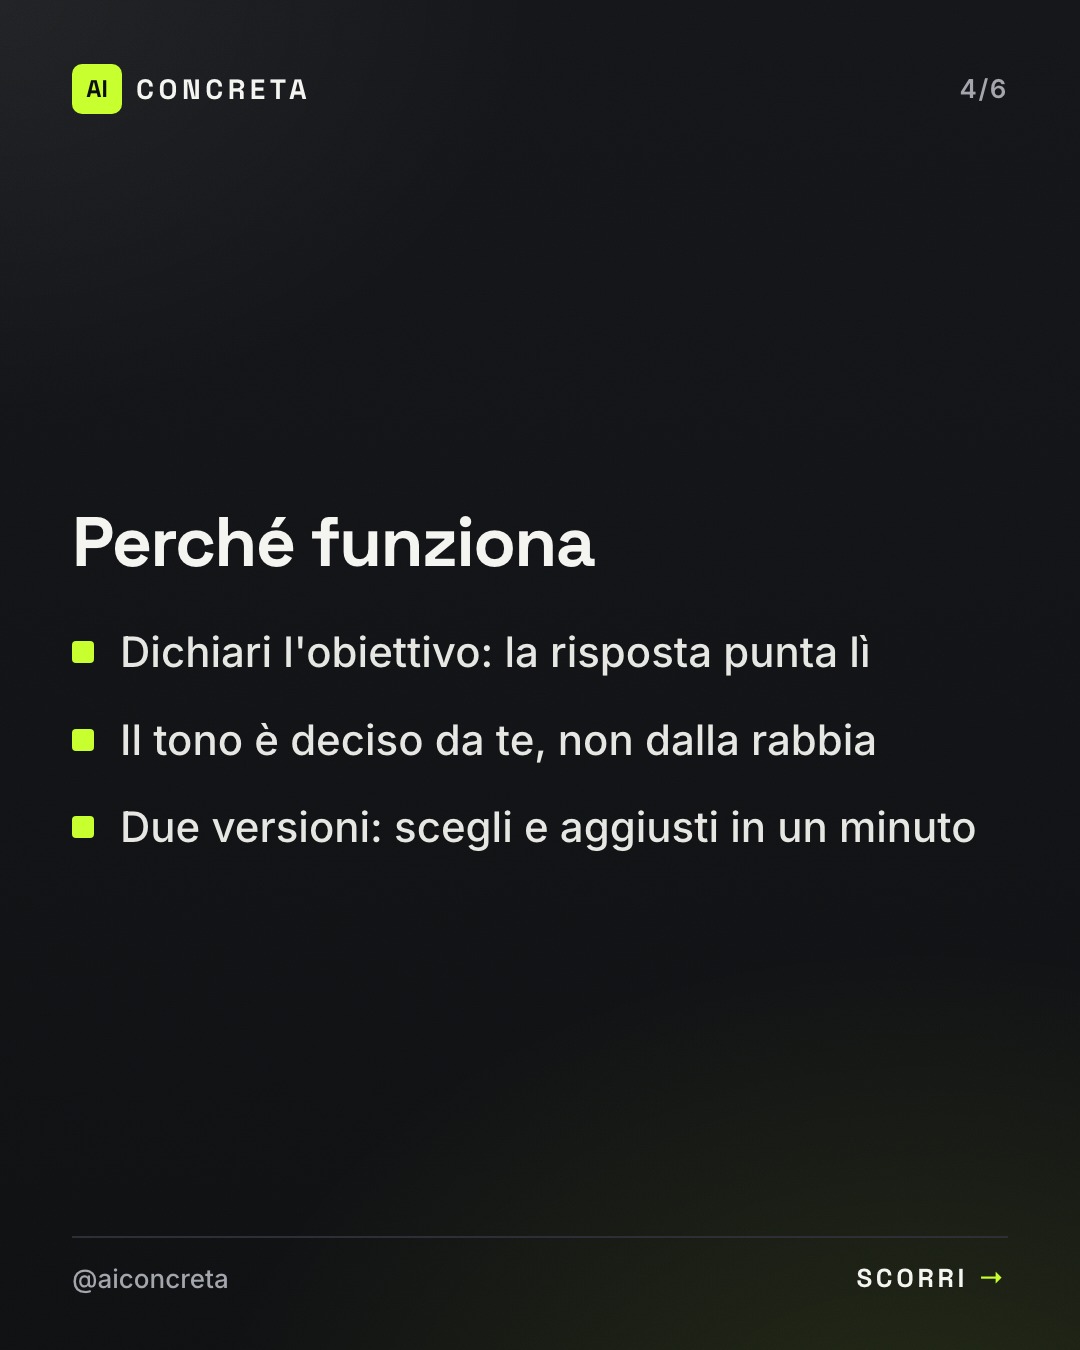 AI CONCRETA
4/6
Perché funziona
Dichiari l'obiettivo: la risposta punta lì
Il tono è deciso da te, non dalla rabbia
Due versioni: scegli e aggiusti in un minuto
@aiconcreta
SCORRI →